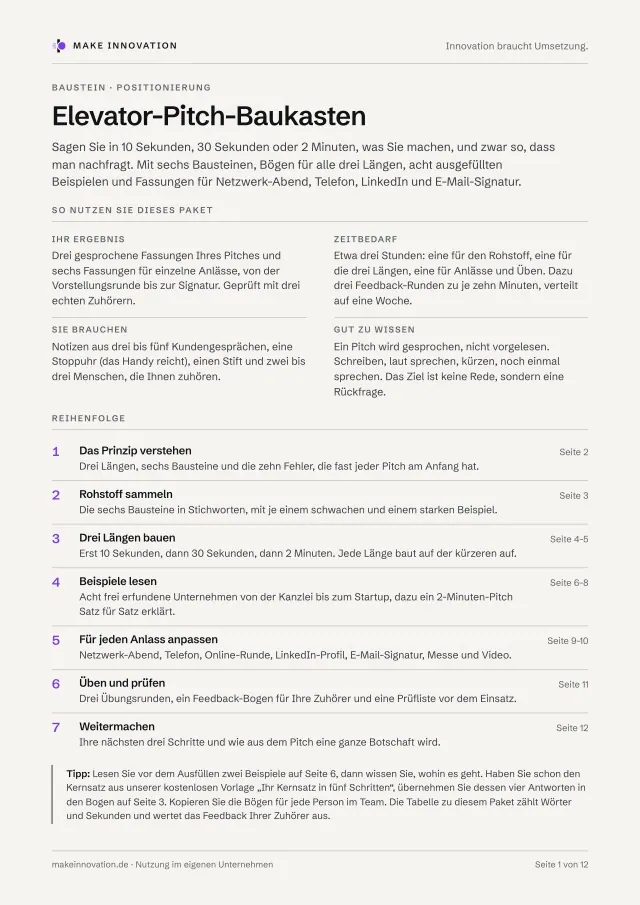 MAKE INNOVATION
Innovation braucht Umsetzung.
BAUSTEIN · POSITIONIERUNG
Elevator-Pitch-Baukasten
Sagen Sie in 10 Sekunden, 30 Sekunden oder 2 Minuten, was Sie machen, und zwar so, dass
man nachfragt. Mit sechs Bausteinen, Bögen für alle drei Längen, acht ausgefüllten
Beispielen und Fassungen für Netzwerk-Abend, Telefon, LinkedIn und E-Mail-Signatur.
SO NUTZEN SIE DIESES PAKET
IHR ERGEBNIS
Drei gesprochene Fassungen Ihres Pitches und
sechs Fassungen für einzelne Anlässe, von der
Vorstellungsrunde bis zur Signatur. Geprüft mit drei
echten Zuhörern.
ZEITBEDARF
Etwa drei Stunden: eine für den Rohstoff, eine für
die drei Längen, eine für Anlässe und Üben. Dazu
drei Feedback-Runden zu je zehn Minuten, verteilt
auf eine Woche.
SIE BRAUCHEN
Notizen aus drei bis fünf Kundengesprächen, eine
Stoppuhr (das Handy reicht), einen Stift und zwei bis
drei Menschen, die Ihnen zuhören.
GUT ZU WISSEN
Ein Pitch wird gesprochen, nicht vorgelesen.
Schreiben, laut sprechen, kürzen, noch einmal
sprechen. Das Ziel ist keine Rede, sondern eine
Rückfrage.
REIHENFOLGE
1 Das Prinzip verstehen Seite 2
Drei Längen, sechs Bausteine und die zehn Fehler, die fast jeder Pitch am Anfang hat.
2 Rohstoff sammeln Seite 3
Die sechs Bausteine in Stichworten, mit je einem schwachen und einem starken Beispiel.
3 Drei Längen bauen Seite 4-5
Erst 10 Sekunden, dann 30 Sekunden, dann 2 Minuten. Jede Länge baut auf der kürzeren auf.
4 Beispiele lesen Seite 6-8
Acht frei erfundene Unternehmen von der Kanzlei bis zum Startup, dazu ein 2-Minuten-Pitch
Satz für Satz erklärt.
5 Für jeden Anlass anpassen Seite 9-10
Netzwerk-Abend, Telefon, Online-Runde, LinkedIn-Profil, E-Mail-Signatur, Messe und Video.
6 Üben und prüfen Seite 11
Drei Übungsrunden, ein Feedback-Bogen für Ihre Zuhörer und eine Prüfliste vor dem Einsatz.
7 Weitermachen Seite 12
Ihre nächsten drei Schritte und wie aus dem Pitch eine ganze Botschaft wird.
Tipp: Lesen Sie vor dem Ausfüllen zwei Beispiele auf Seite 6, dann wissen Sie, wohin es geht. Haben Sie schon den
Kernsatz aus unserer kostenlosen Vorlage „Ihr Kernsatz in fünf Schritten“, übernehmen Sie dessen vier Antworten in
den Bogen auf Seite 3. Kopieren Sie die Bögen für jede Person im Team. Die Tabelle zu diesem Paket zählt Wörter
und Sekunden und wertet das Feedback Ihrer Zuhörer aus.
makeinnovation.de · Nutzung im eigenen Unternehmen
Seite 1 von 12